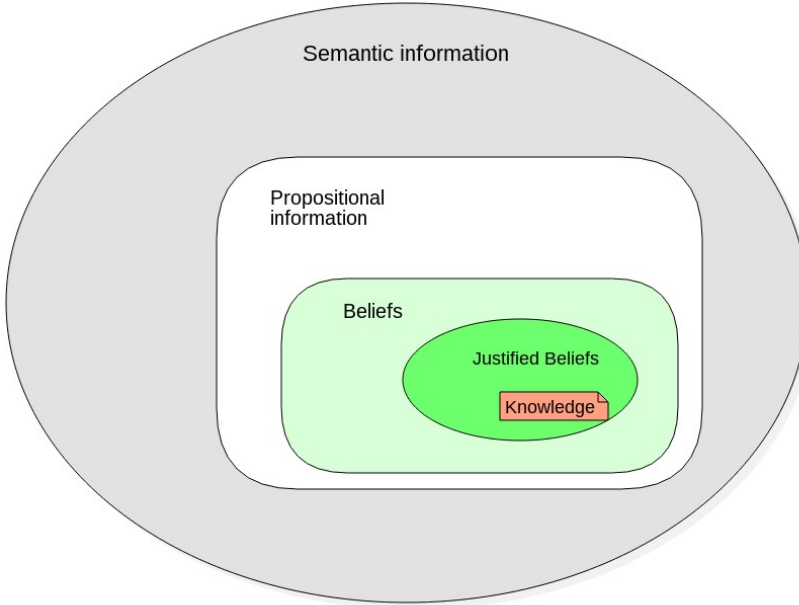 Semantic information
Propositional
information
Beliefs
Justified Beliefs
Knowledge